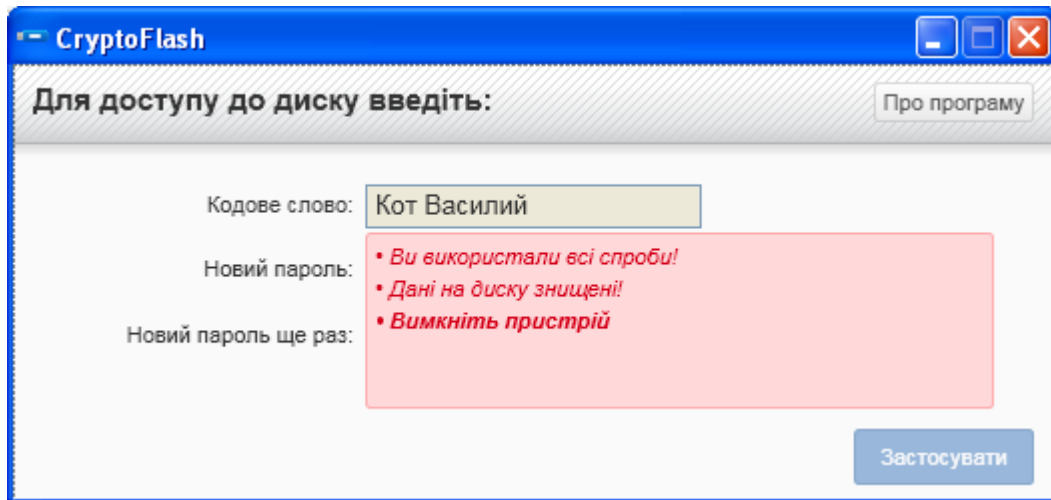 CryptoFlash
Для доступу до диску введіть:
Про програму
Кодове слово:
Кот Василий
Новий пароль:
• Ви використали всі спроби!
• Дані на диску знищені!
Новий пароль ще раз:
• Вимкніть пристрій
Застосувати